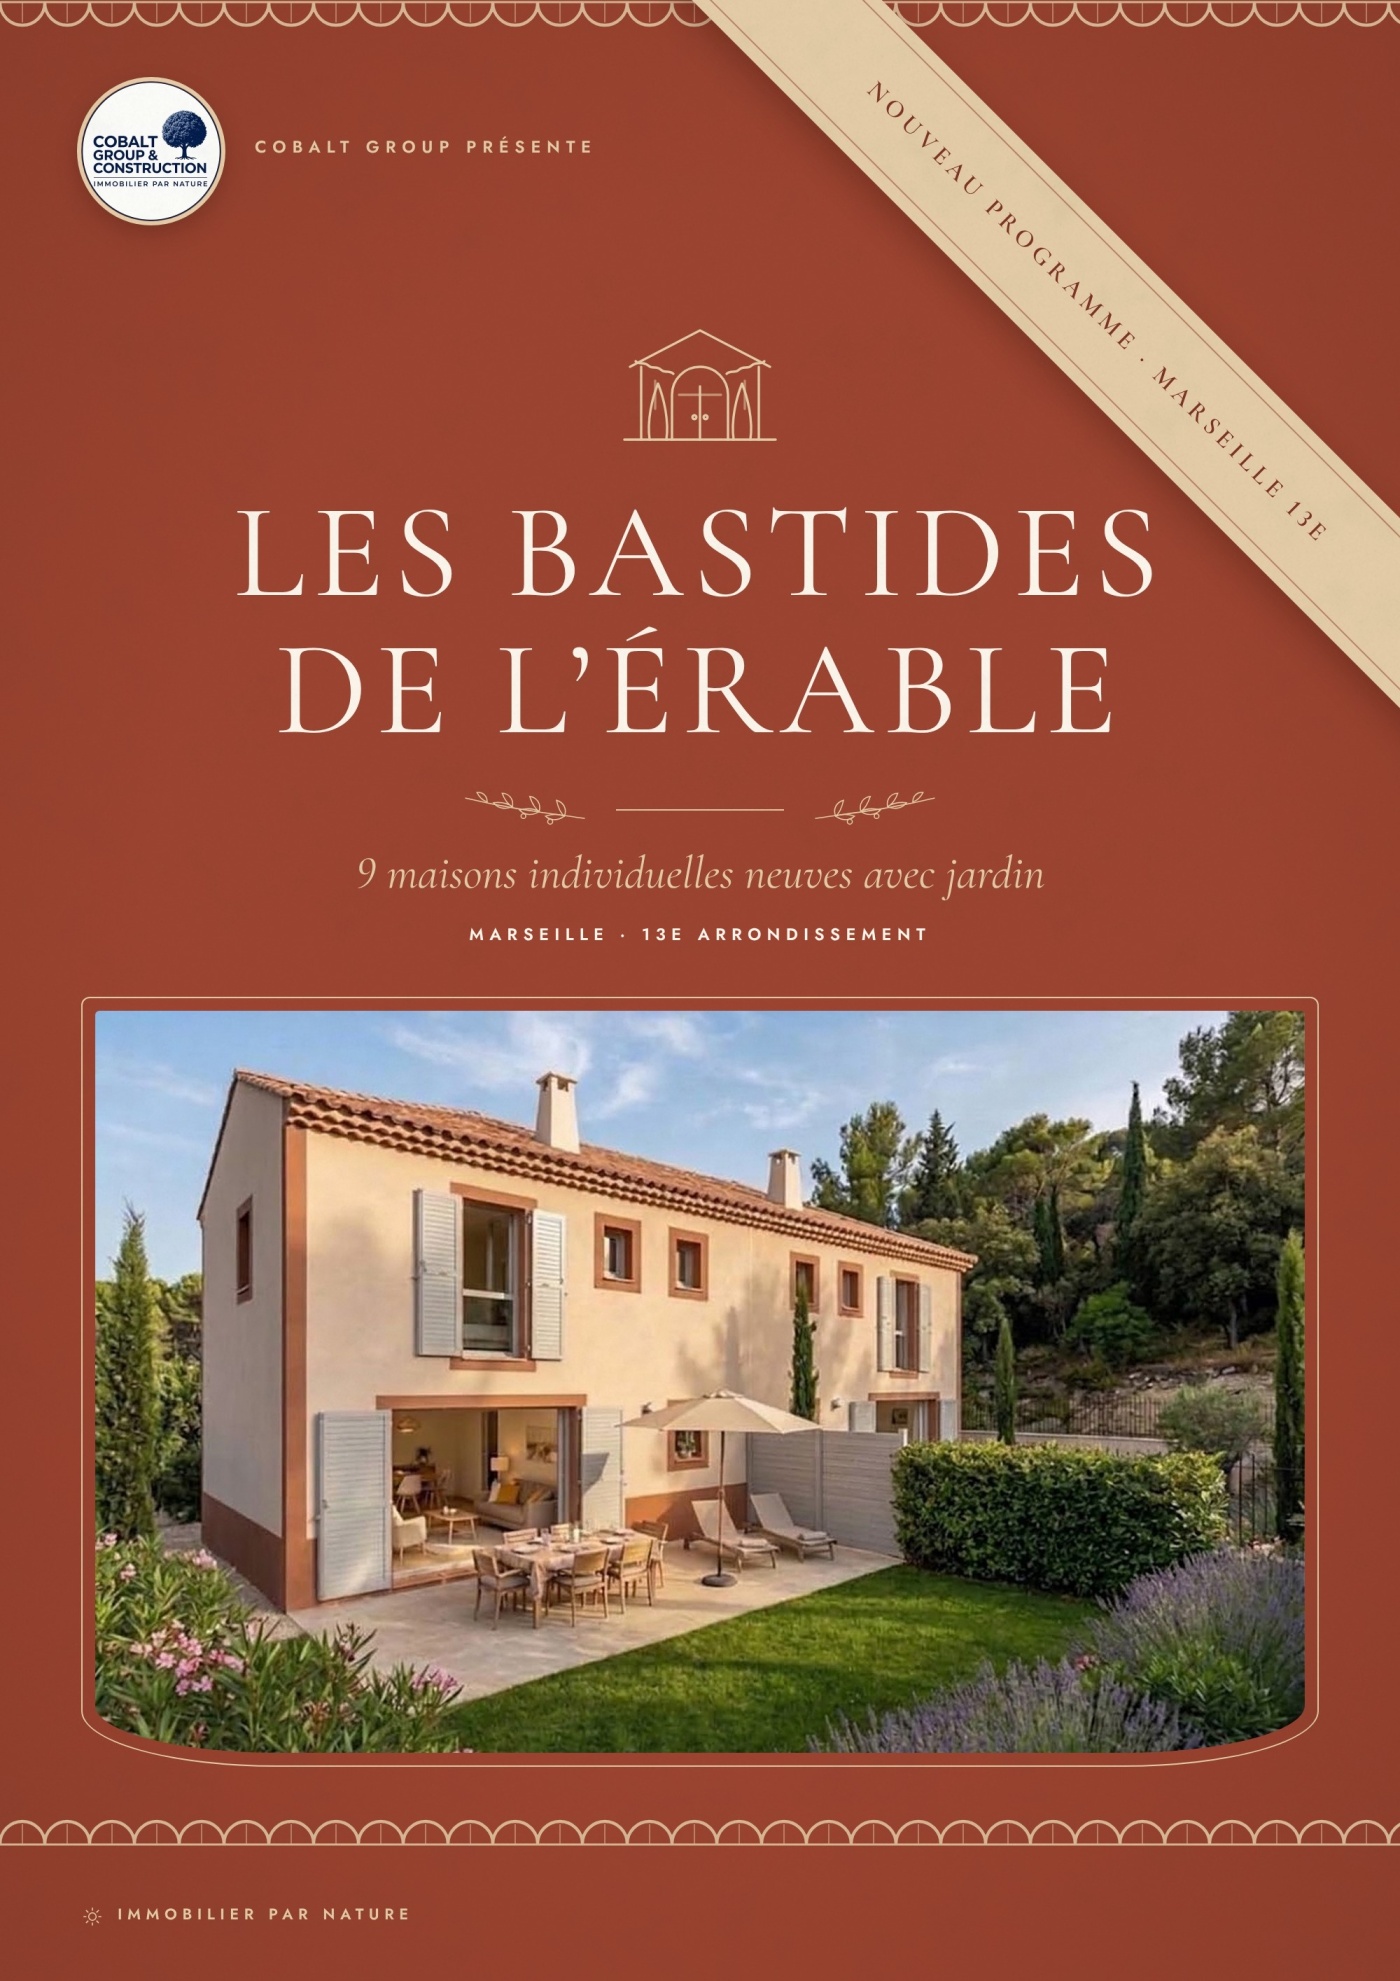 COBALT
GROUP &
CONSTRUCTION
IMMOBILIER PAR NATURE
COBALT GROUP PRÉSENTE
NOUVEAU PROGRAMME · MARSEILLE 13E
LES BASTIDES
DE L’ÉRABLE
9 maisons individuelles neuves avec jardin
MARSEILLE · 13E ARRONDISSEMENT
IMMOBILIER PAR NATURE